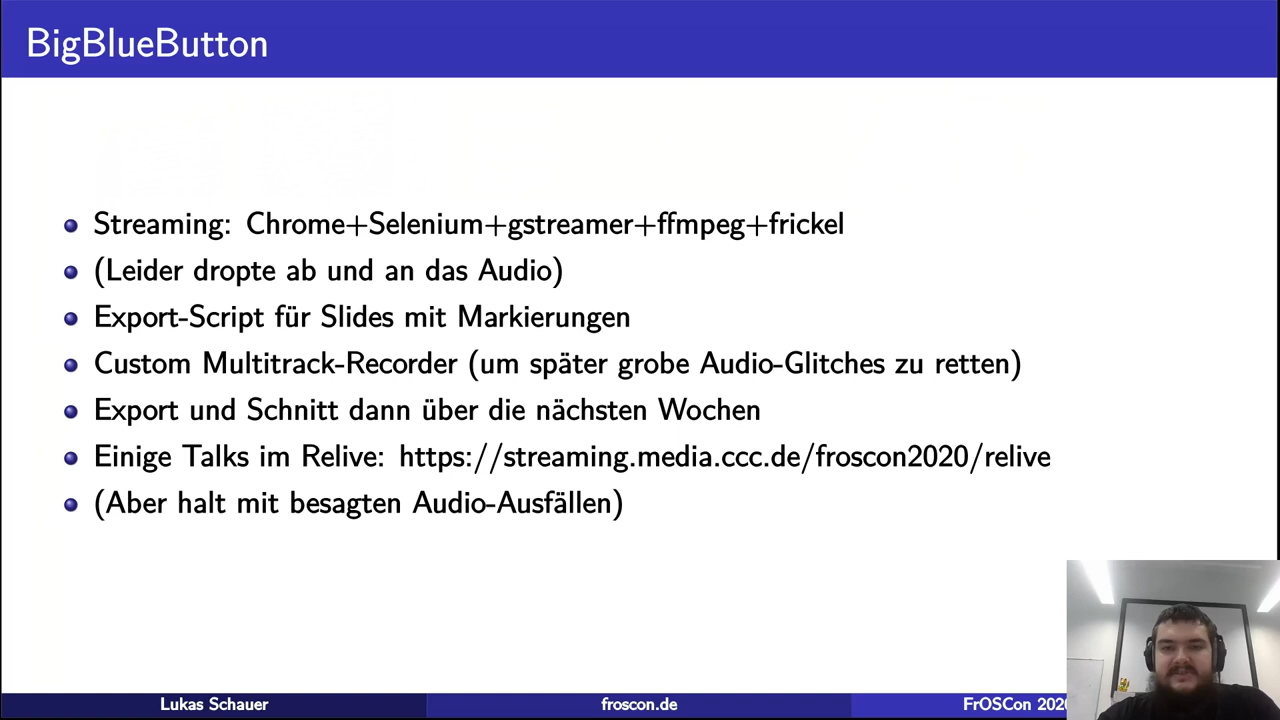 BigBlueButton
Streaming: Chrome+Selenium+gstreamer+ffmpeg+frickel
(Leider dropte ab und an das Audio)
Export-Script für Slides mit Markierungen
Custom Multitrack-Recorder (um später grobe Audio-Glitches zu retten)
Export und Schnitt dann über die nächsten Wochen
Einige Talks im Relive: https://streaming.media.ccc.de/froscon2020/relive
(Aber halt mit besagten Audio-Ausfällen)
Lukas Schauer
froscon.de
FrOSCon 2020